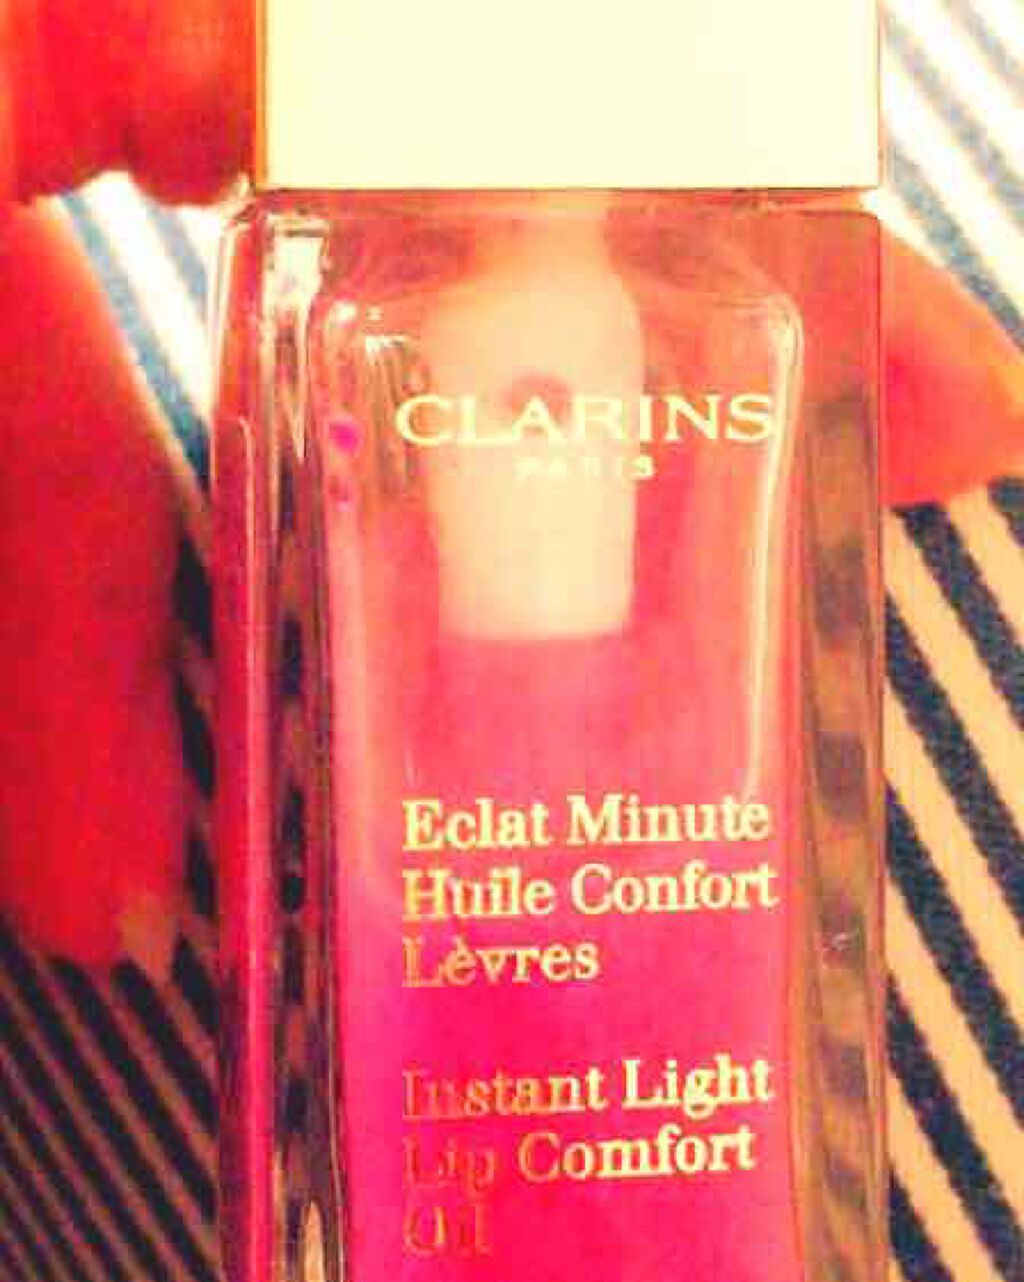 CLARINS
PARIS
Eclat Minute
Huile Confort
Lèvres
Instant Light
Lip Comfort
Oil